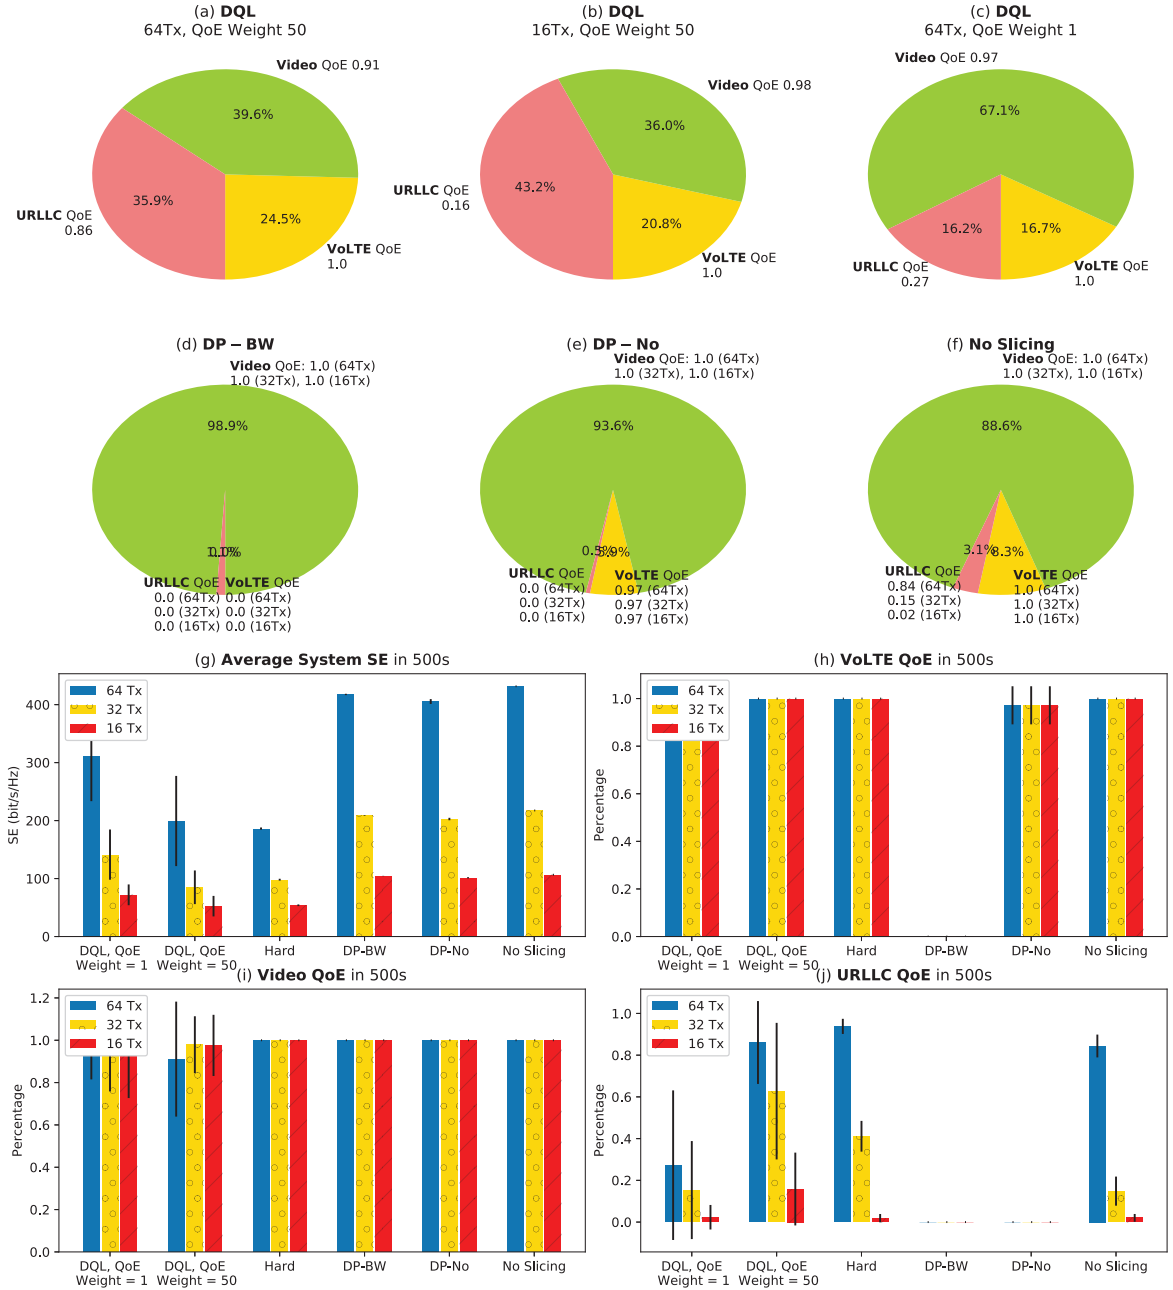 (a) DQL
64Tx, QoE Weight 50
Video QoE 0.91
39.6%
35.9%
24.5%
URLLC QoE
0.86
VoLTE QoE
1.0
(b) DQL
16Tx, QoE Weight 50
Video QoE 0.98
36.0%
43.2%
20.8%
URLLC QoE
0.16
VoLTE QoE
1.0
(c) DQL
64Tx, QoE Weight 1
Video QoE 0.97
67.1%
16.2%
16.7%
URLLC QoE
0.27
VoLTE QoE
1.0
(d) DP − BW
Video QoE: 1.0 (64Tx)
1.0 (32Tx), 1.0 (16Tx)
98.9%
URLLC QoE
0.0 (64Tx)
0.0 (32Tx)
0.0 (16Tx)
VoLTE QoE
0.0 (64Tx)
0.0 (32Tx)
0.0 (16Tx)
(e) DP − No
Video QoE: 1.0 (64Tx)
1.0 (32Tx), 1.0 (16Tx)
93.6%
0.5%
5.9%
URLLC QoE
0.0 (64Tx)
0.0 (32Tx)
0.0 (16Tx)
VoLTE QoE
0.97 (64Tx)
0.97 (32Tx)
0.97 (16Tx)
(f) No Slicing
Video QoE: 1.0 (64Tx)
1.0 (32Tx), 1.0 (16Tx)
88.6%
3.1%
8.3%
URLLC QoE
0.84 (64Tx)
0.15 (32Tx)
0.02 (16Tx)
VoLTE QoE
1.0 (64Tx)
1.0 (32Tx)
1.0 (16Tx)
(g) Average System SE in 500s
SE (bit/s/Hz)
400
300
200
100
0
64 Tx
32 Tx
16 Tx
DQL, QoE
Weight = 1
DQL, QoE
Weight = 50
Hard
DP-BW
DP-No
No Slicing
(h) VoLTE QoE in 500s
Percentage
1.0
0.8
0.6
0.4
0.2
0.0
64 Tx
32 Tx
16 Tx
DQL, QoE
Weight = 1
DQL, QoE
Weight = 50
Hard
DP-BW
DP-No
No Slicing
(i) Video QoE in 500s
Percentage
1.2
1.0
0.8
0.6
0.4
0.2
0.0
64 Tx
32 Tx
16 Tx
DQL, QoE
Weight = 1
DQL, QoE
Weight = 50
Hard
DP-BW
DP-No
No Slicing
(j) URLLC QoE in 500s
Percentage
1.0
0.8
0.6
0.4
0.2
0.0
64 Tx
32 Tx
16 Tx
DQL, QoE
Weight = 1
DQL, QoE
Weight = 50
Hard
DP-BW
DP-No
No Slicing